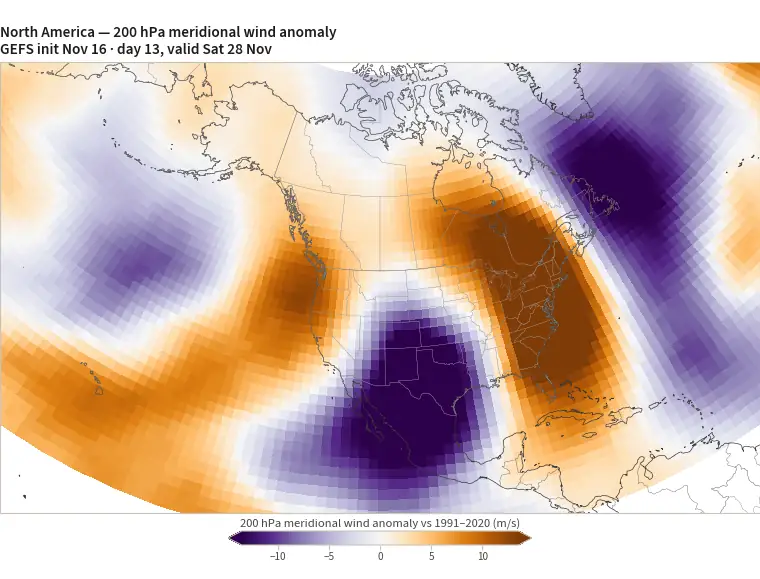 North America — 200 hPa meridional wind anomaly
GEFS init Nov 16 · day 13, valid Sat 28 Nov
200 hPa meridional wind anomaly vs 1991–2020 (m/s)
−10 −5 0 5 10